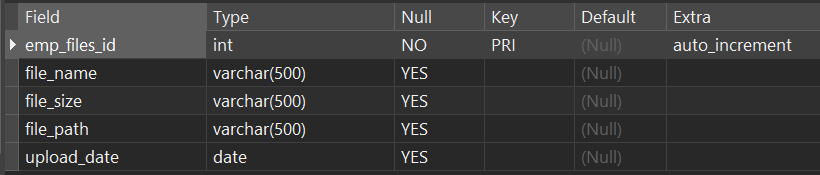 Field Type Null Key Default Extra
emp_files_id int NO PRI (Null) auto_increment
file_name varchar(500) YES (Null)
file_size varchar(500) YES (Null)
file_path varchar(500) YES (Null)
upload_date date YES (Null)